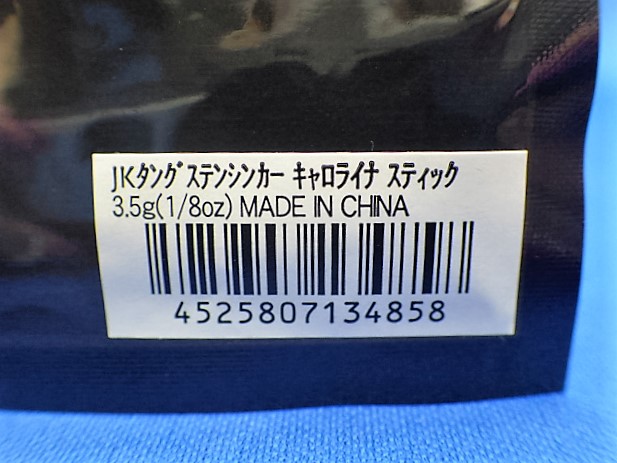 JKﾀﾝｸﾞｽﾃﾝｼﾝｶｰ ｷｬﾛﾗｲﾅ ｽﾃｨｯｸ
3.5g(1/8oz) MADE IN CHINA
4525807134858